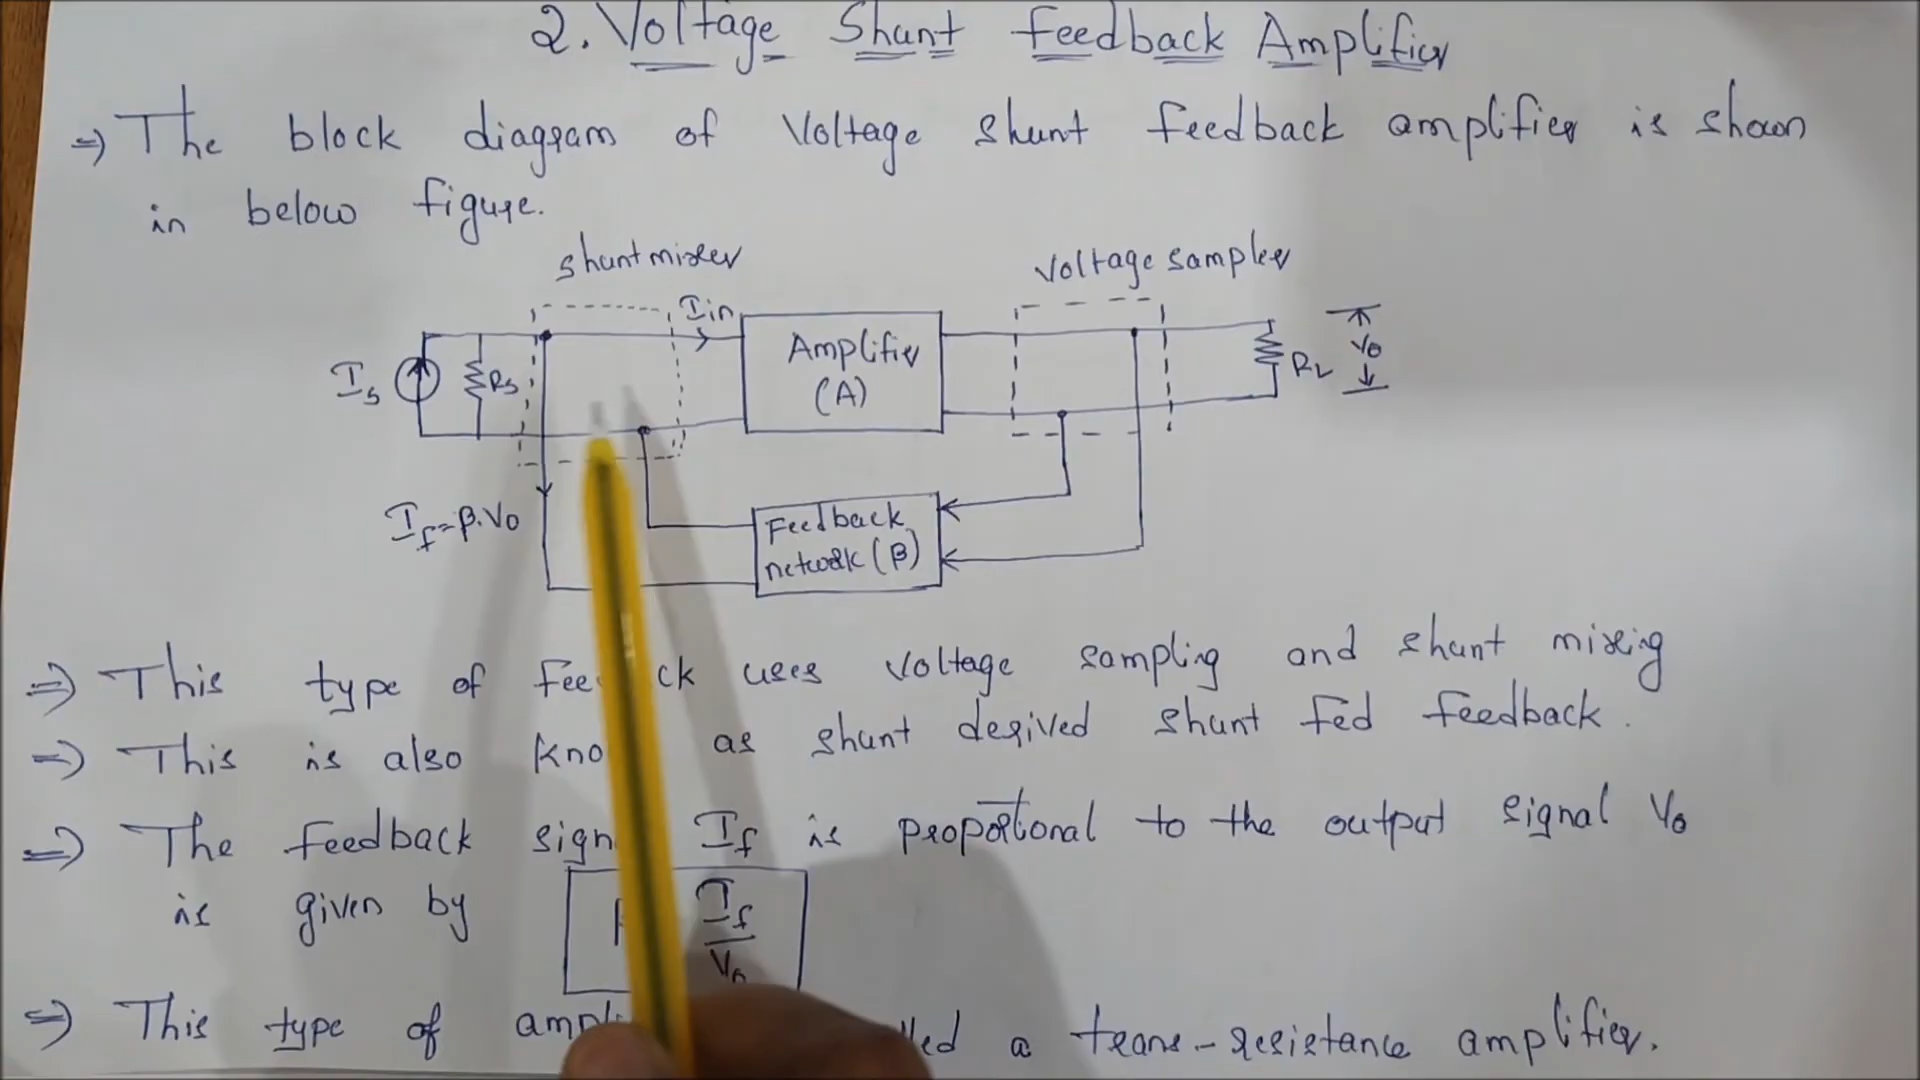 2. Voltage Shunt Feedback Amplifier
⇒ The block diagram of Voltage shunt feedback amplifier is shown
in below figure.
shunt mixer
Voltage sampler
Iin
Is
Rs
Amplifier
(A)
RL
Vo
If=β.Vo
Feedback
network (β)
⇒ This type of Fee ck uses voltage sampling and shunt mixing
⇒ This is also kno as shunt derived shunt fed feedback.
⇒ The feedback sign If is proportional to the output signal Vo
is given by
If
Vo
⇒ This type of ampli lled a trans-resistance amplifier.